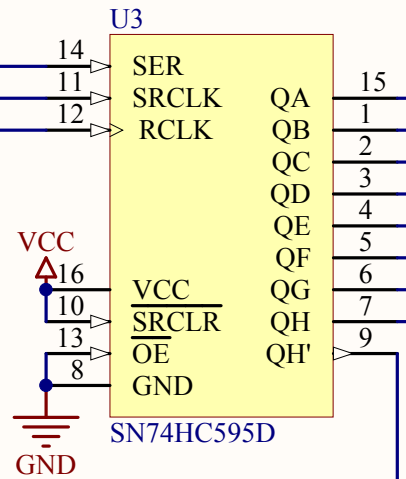 U3
14 SER
11 SRCLK QA 15
12 RCLK QB 1
QC 2
QD 3
QE 4
VCC QF 5
16 VCC QG 6
10 SRCLR QH 7
13 OE QH' 9
8 GND
SN74HC595D
GND